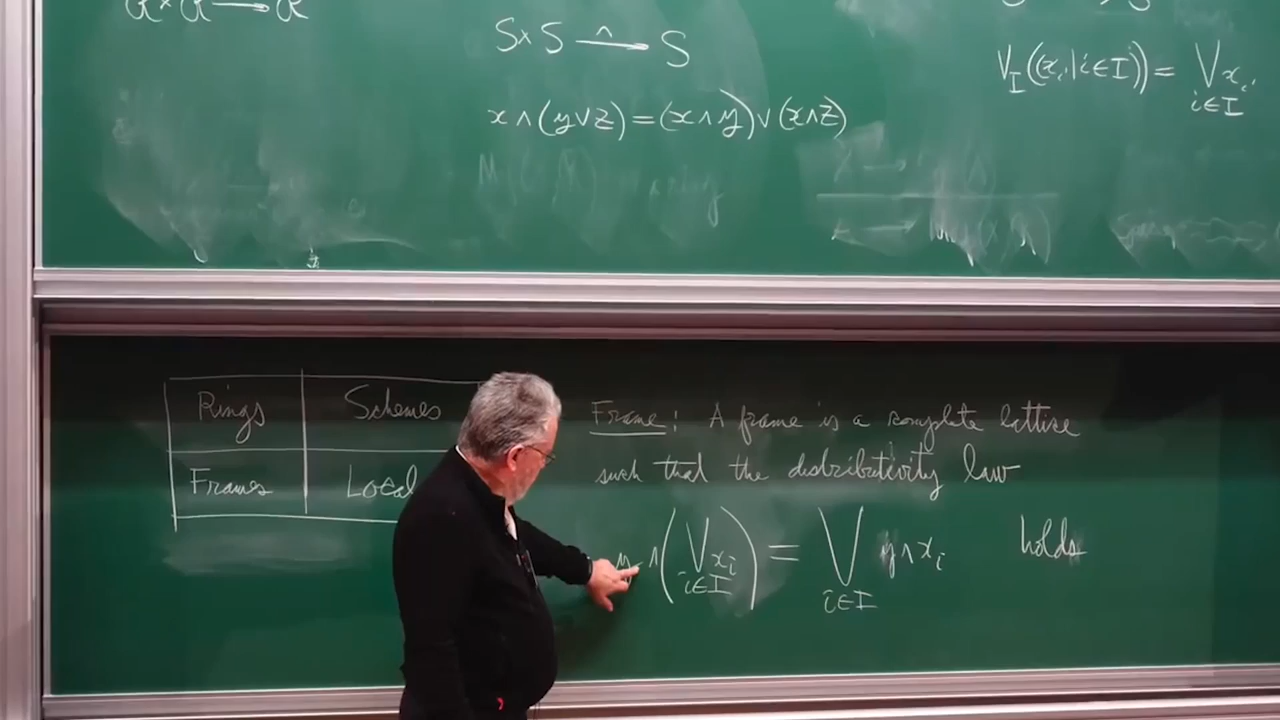 R × R → R
S × S —^→ S
x ∧ (y ∨ z) = (x ∧ y) ∨ (x ∧ z)
V_I((x_i | i ∈ I)) = ⋁_{i ∈ I} x_i
Rings Schemes
Frames Local
Frame: A frame is a complete lattice
such that the distributivity law
y ∧ (⋁_{i ∈ I} x_i) = ⋁_{i ∈ I} y ∧ x_i holds